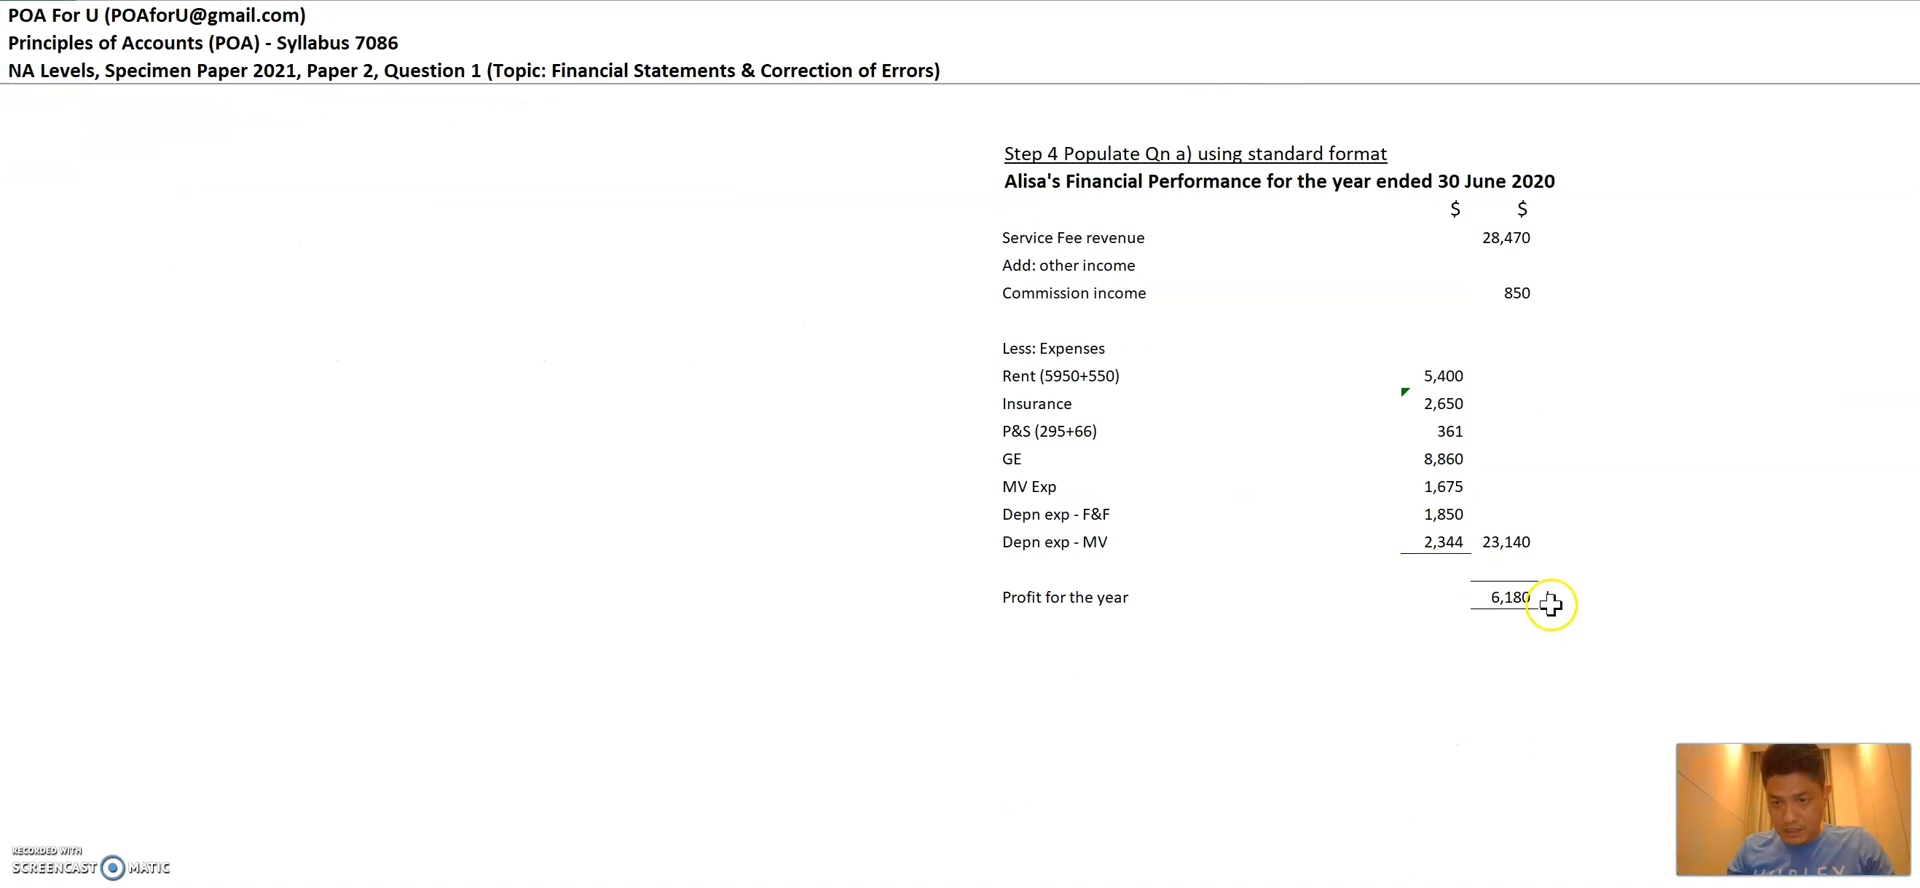 POA For U (POAforU@gmail.com)
Principles of Accounts (POA) - Syllabus 7086
NA Levels, Specimen Paper 2021, Paper 2, Question 1 (Topic: Financial Statements & Correction of Errors)
Step 4 Populate Qn a) using standard format
Alisa's Financial Performance for the year ended 30 June 2020
$ $
Service Fee revenue 28,470
Add: other income
Commission income 850
Less: Expenses
Rent (5950+550) 5,400
Insurance 2,650
P&S (295+66) 361
GE 8,860
MV Exp 1,675
Depn exp - F&F 1,850
Depn exp - MV 2,344 23,140
Profit for the year 6,180
RECORDED WITH
SCREENCAST MATIC